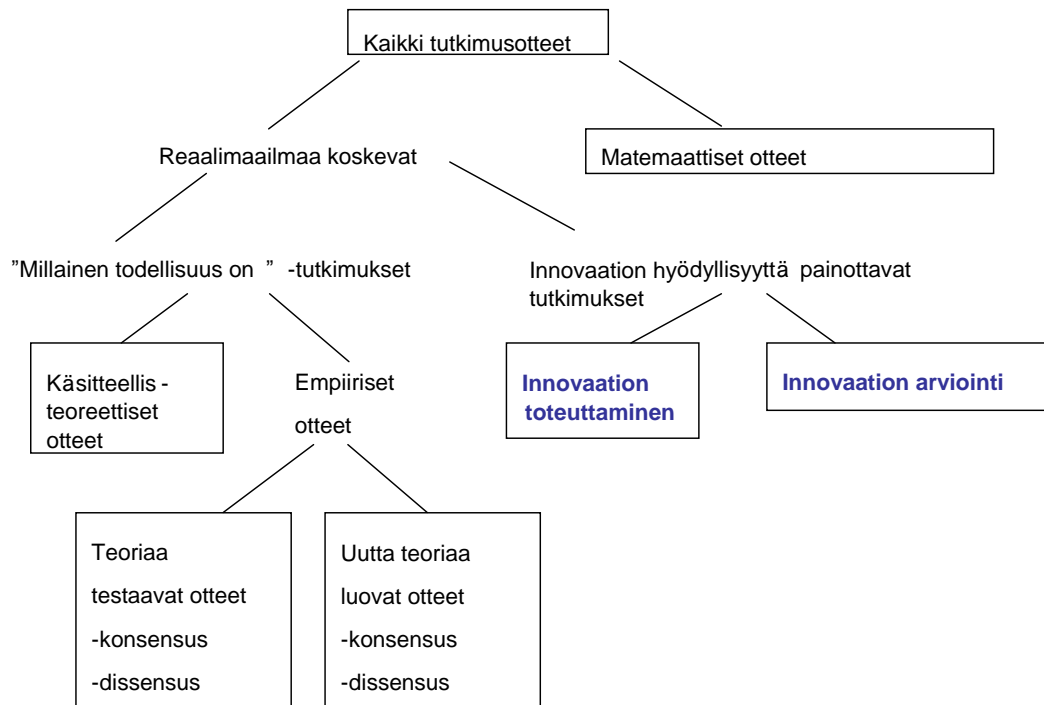 Kaikki tutkimusotteet
Reaalimaailmaa koskevat
Matemaattiset otteet
”Millainen todellisuus on ” -tutkimukset
Innovaation hyödyllisyyttä painottavat
tutkimukset
Käsitteellis -
teoreettiset
otteet
Empiiriset
otteet
Innovaation
toteuttaminen
Innovaation arviointi
Teoriaa
testaavat otteet
-konsensus
-dissensus
Uutta teoriaa
luovat otteet
-konsensus
-dissensus